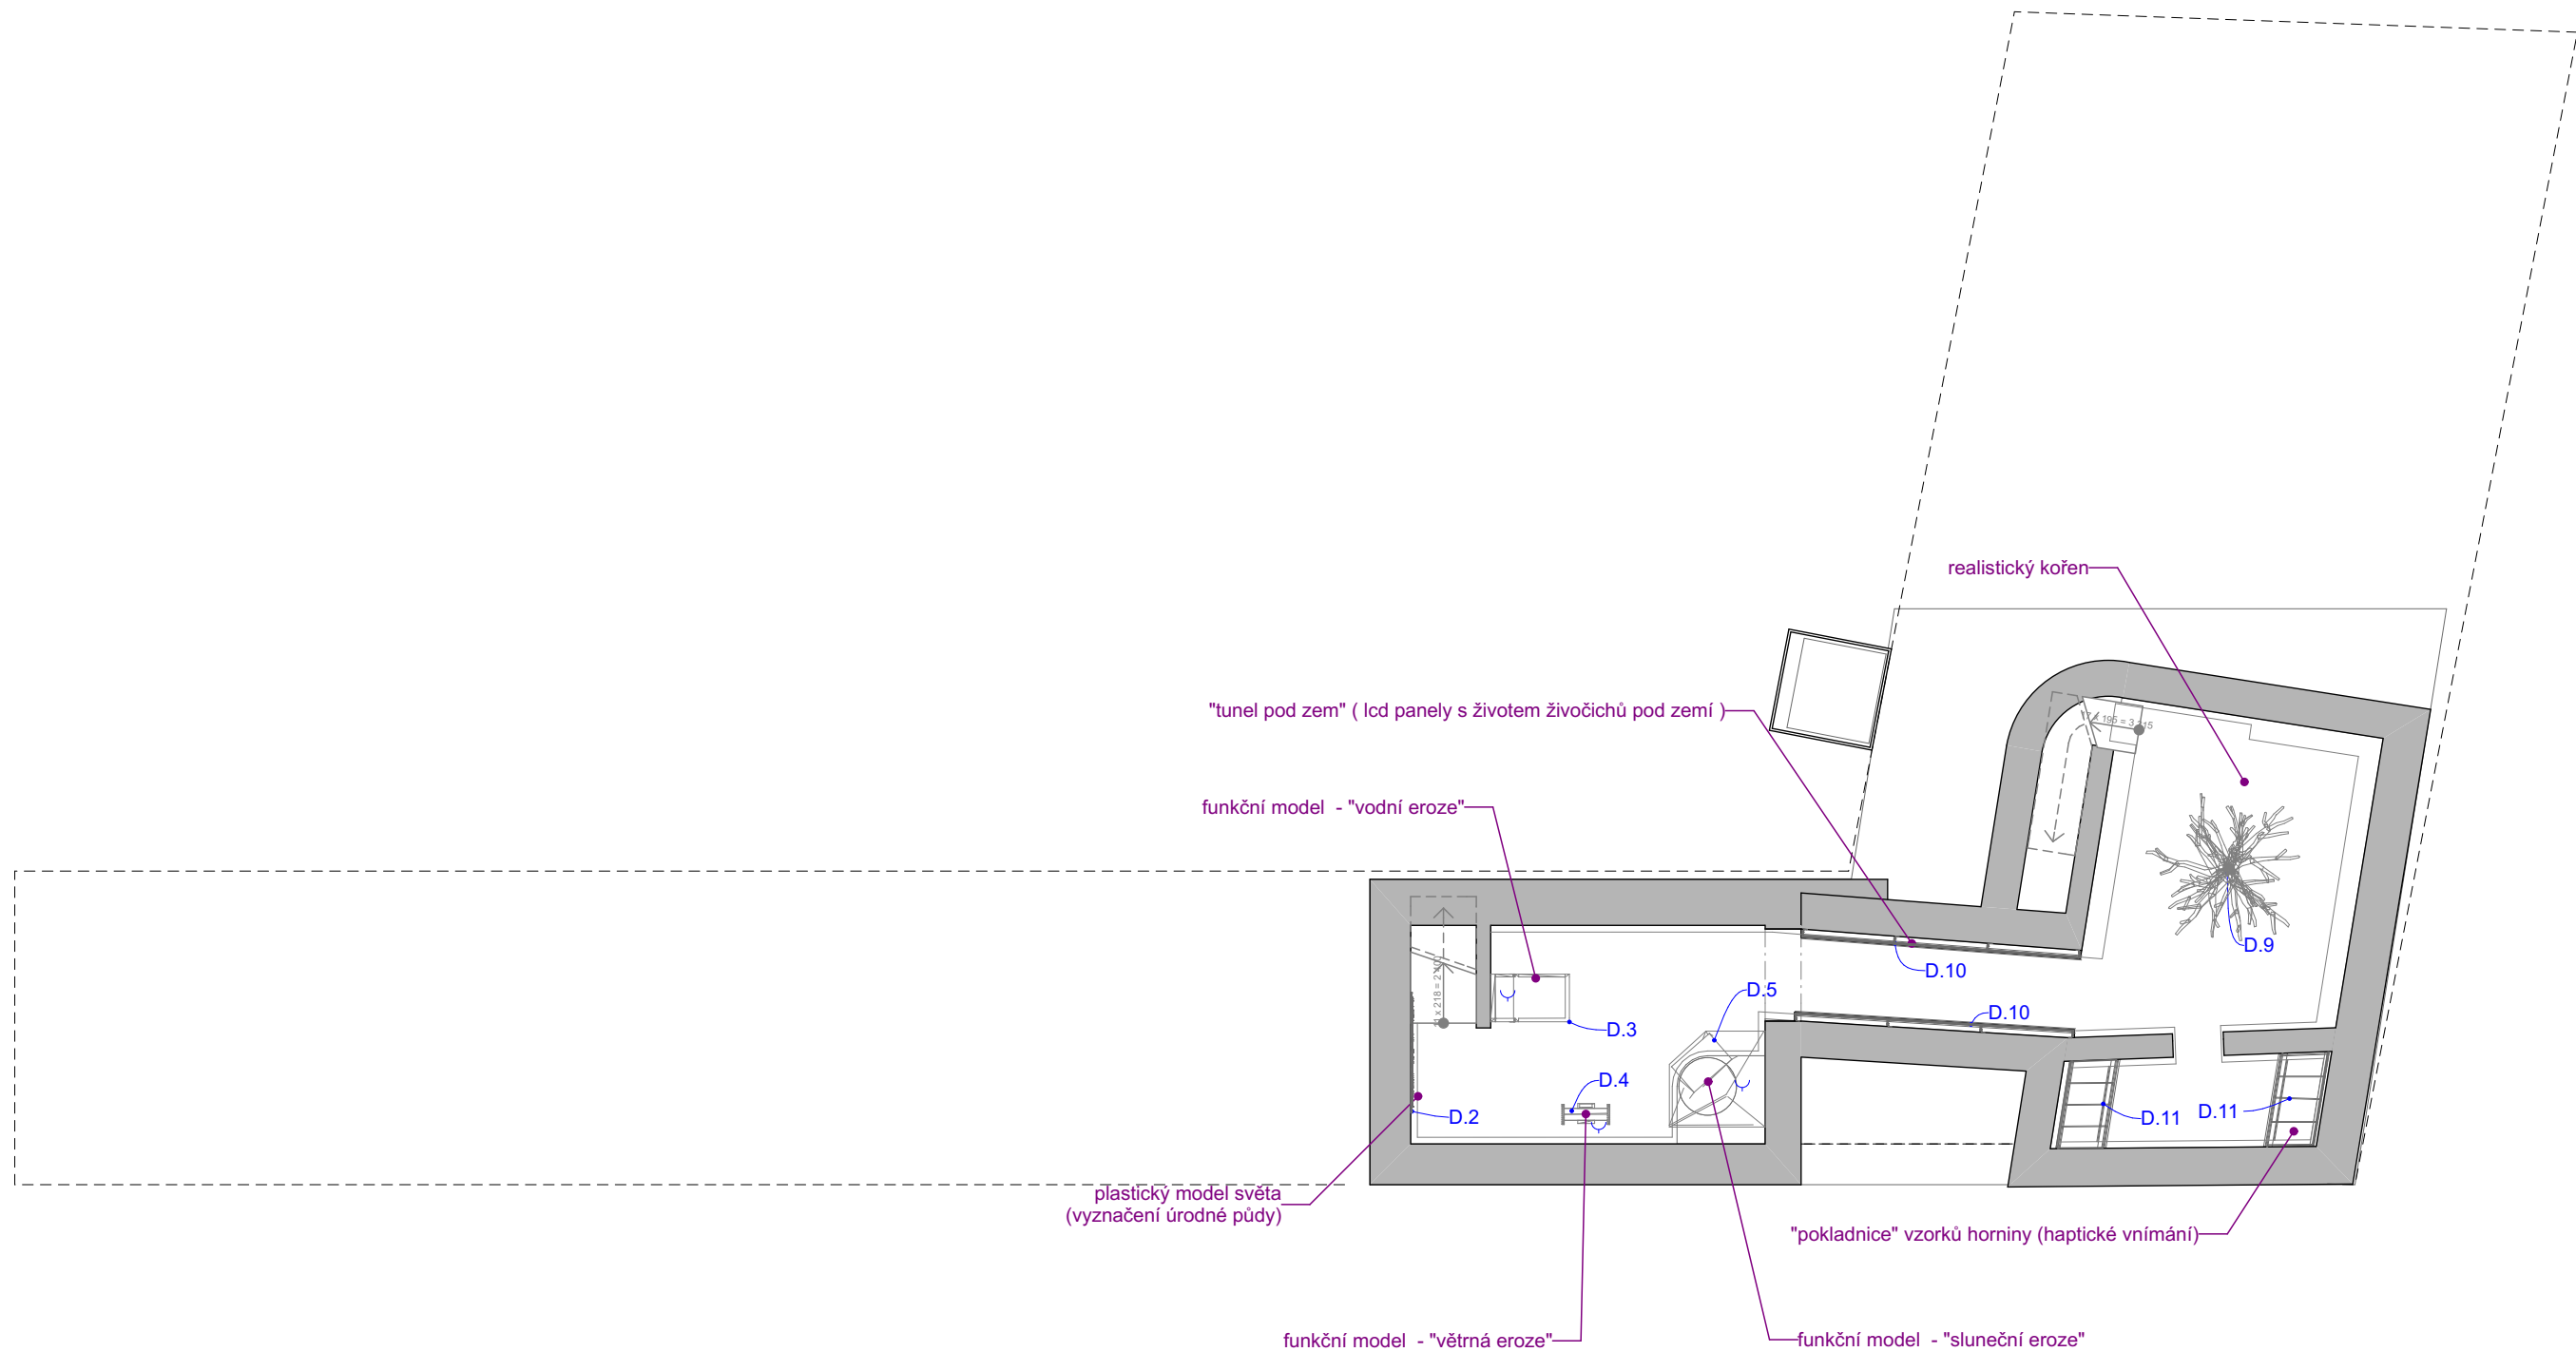 realistický kořen
"tunel pod zem" ( lcd panely s životem živočichů pod zemí )
funkční model - "vodní eroze"
D.9
D.10
D.5
D.10
D.3
D.4
D.2
D.11
D.11
plastický model světa
(vyznačení úrodné půdy)
"pokladnice" vzorků horniny (haptické vnímání)
funkční model - "větrná eroze"
funkční model - "sluneční eroze"